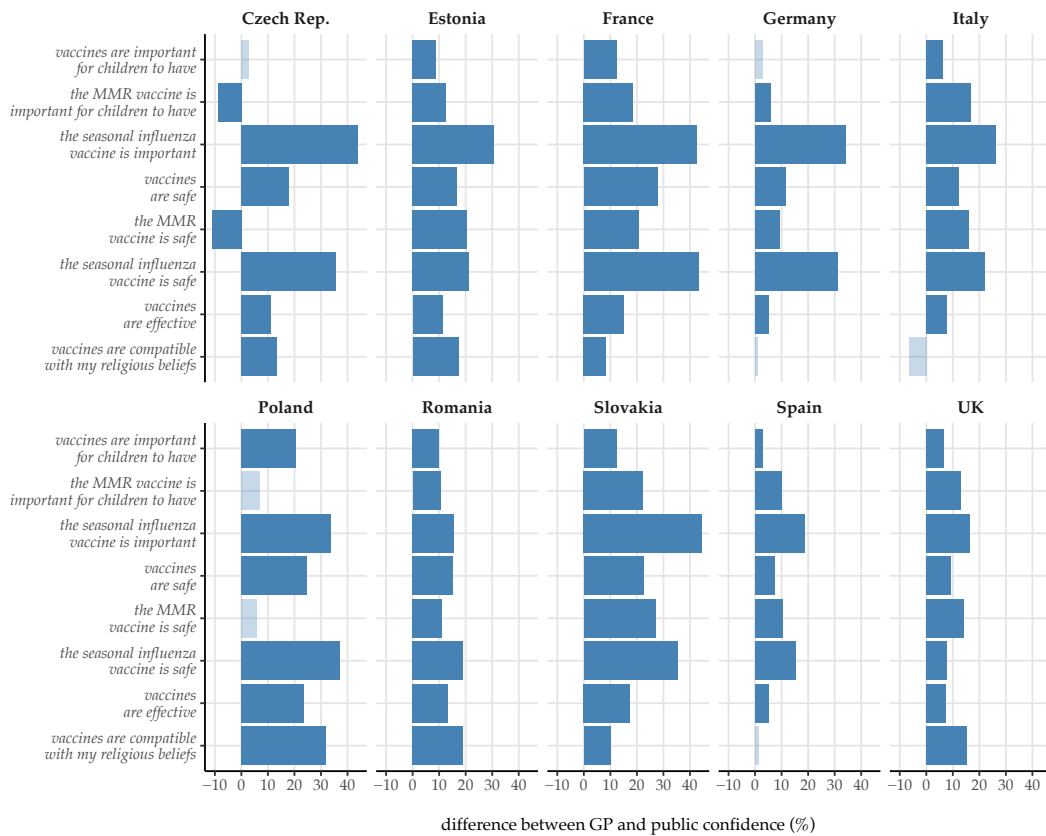 Czech Rep. Estonia France Germany Italy
vaccines are important
for children to have
the MMR vaccine is
important for children to have
the seasonal influenza
vaccine is important
vaccines
are safe
the MMR
vaccine is safe
the seasonal influenza
vaccine is safe
vaccines
are effective
vaccines are compatible
with my religious beliefs
Poland Romania Slovakia Spain UK
vaccines are important
for children to have
the MMR vaccine is
important for children to have
the seasonal influenza
vaccine is important
vaccines
are safe
the MMR
vaccine is safe
the seasonal influenza
vaccine is safe
vaccines
are effective
vaccines are compatible
with my religious beliefs
−10 0 10 20 30 40 −10 0 10 20 30 40 −10 0 10 20 30 40 −10 0 10 20 30 40 −10 0 10 20 30 40
difference between GP and public confidence (%)